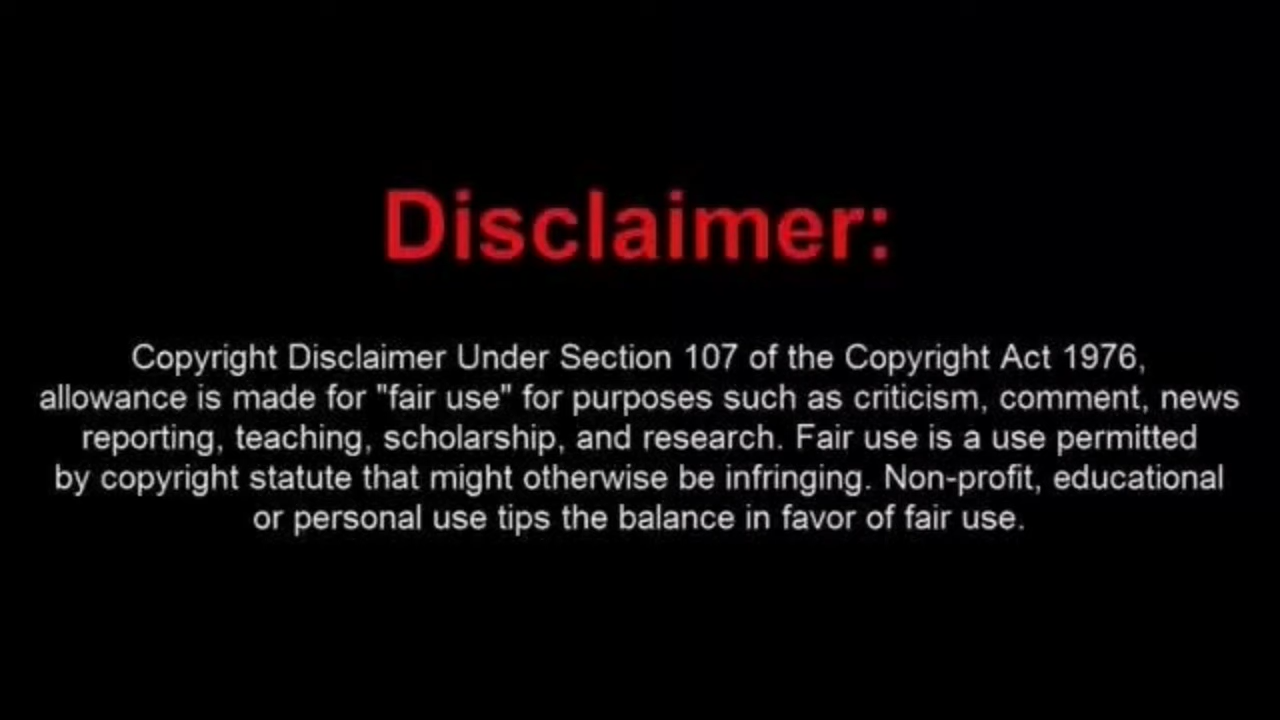 Disclaimer:
Copyright Disclaimer Under Section 107 of the Copyright Act 1976,
allowance is made for "fair use" for purposes such as criticism, comment, news
reporting, teaching, scholarship, and research. Fair use is a use permitted
by copyright statute that might otherwise be infringing. Non-profit, educational
or personal use tips the balance in favor of fair use.